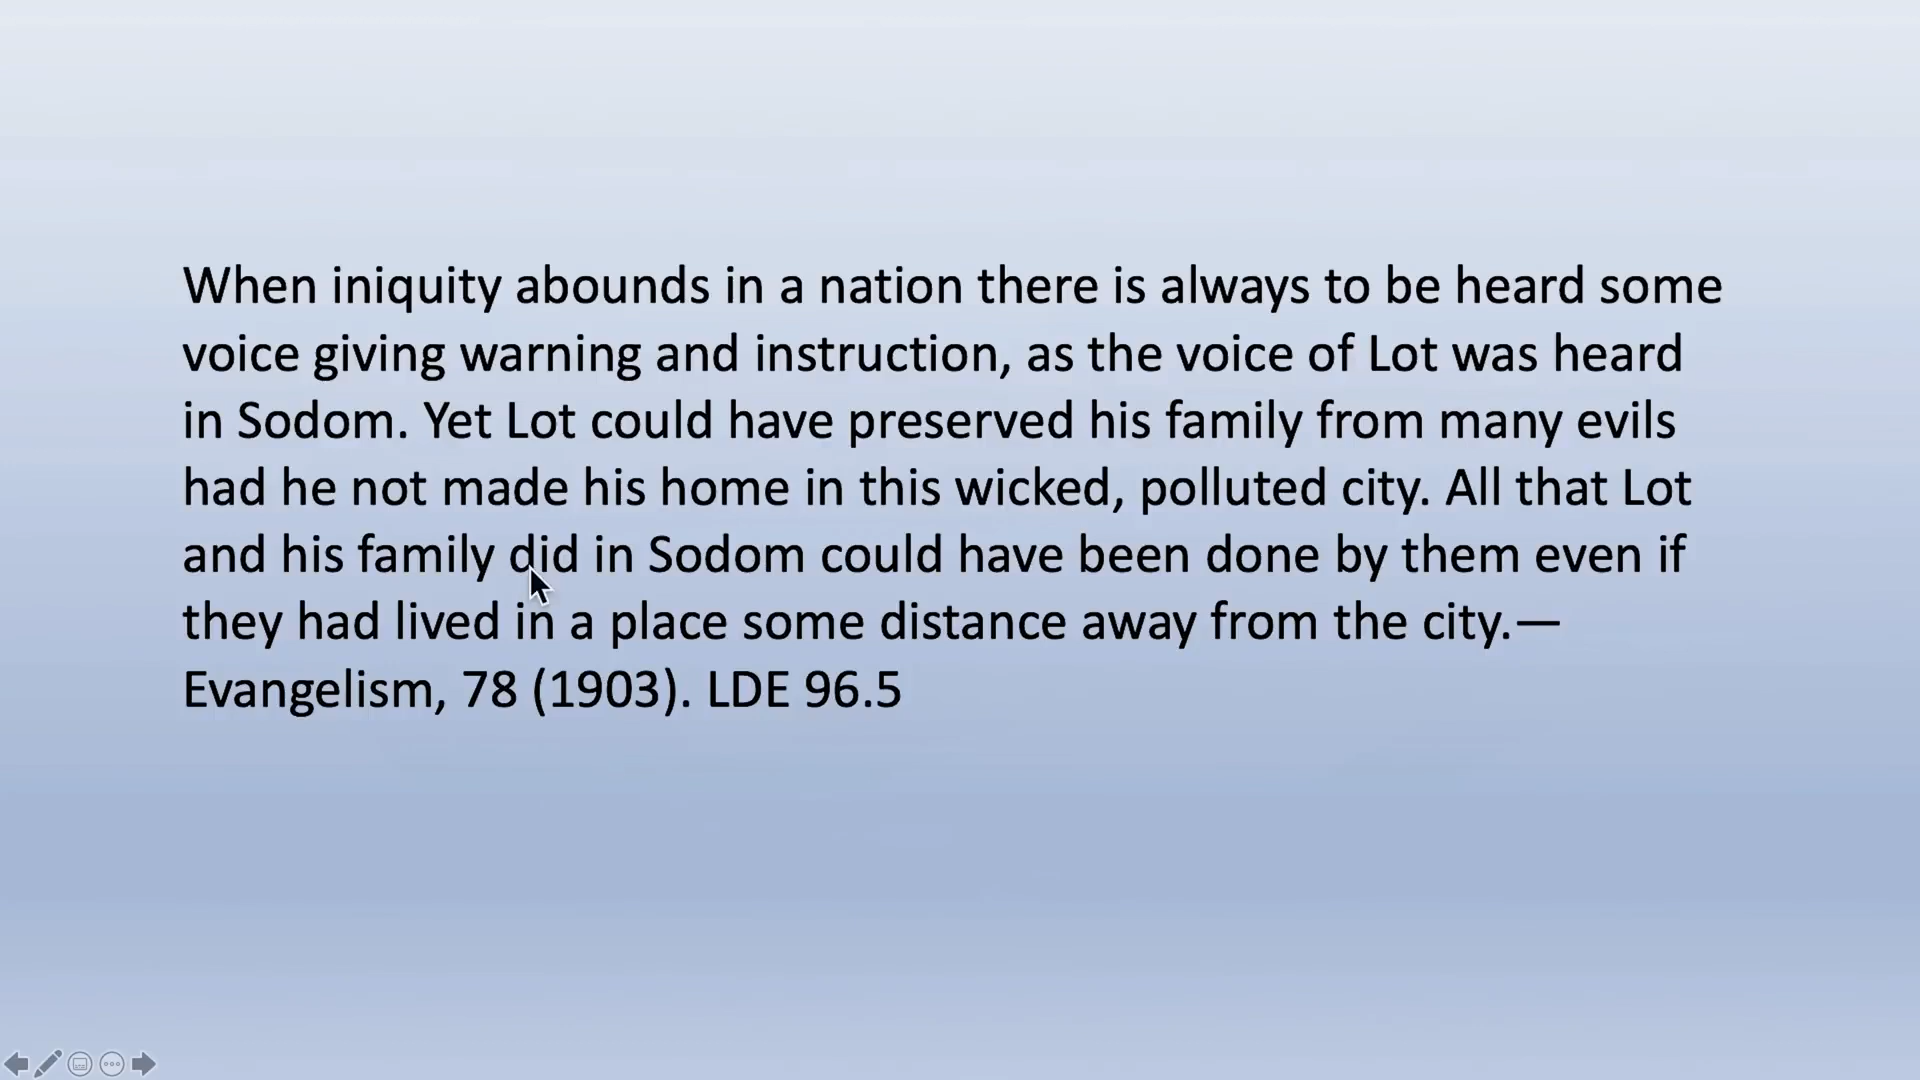 When iniquity abounds in a nation there is always to be heard some
voice giving warning and instruction, as the voice of Lot was heard
in Sodom. Yet Lot could have preserved his family from many evils
had he not made his home in this wicked, polluted city. All that Lot
and his family did in Sodom could have been done by them even if
they had lived in a place some distance away from the city.—
Evangelism, 78 (1903). LDE 96.5